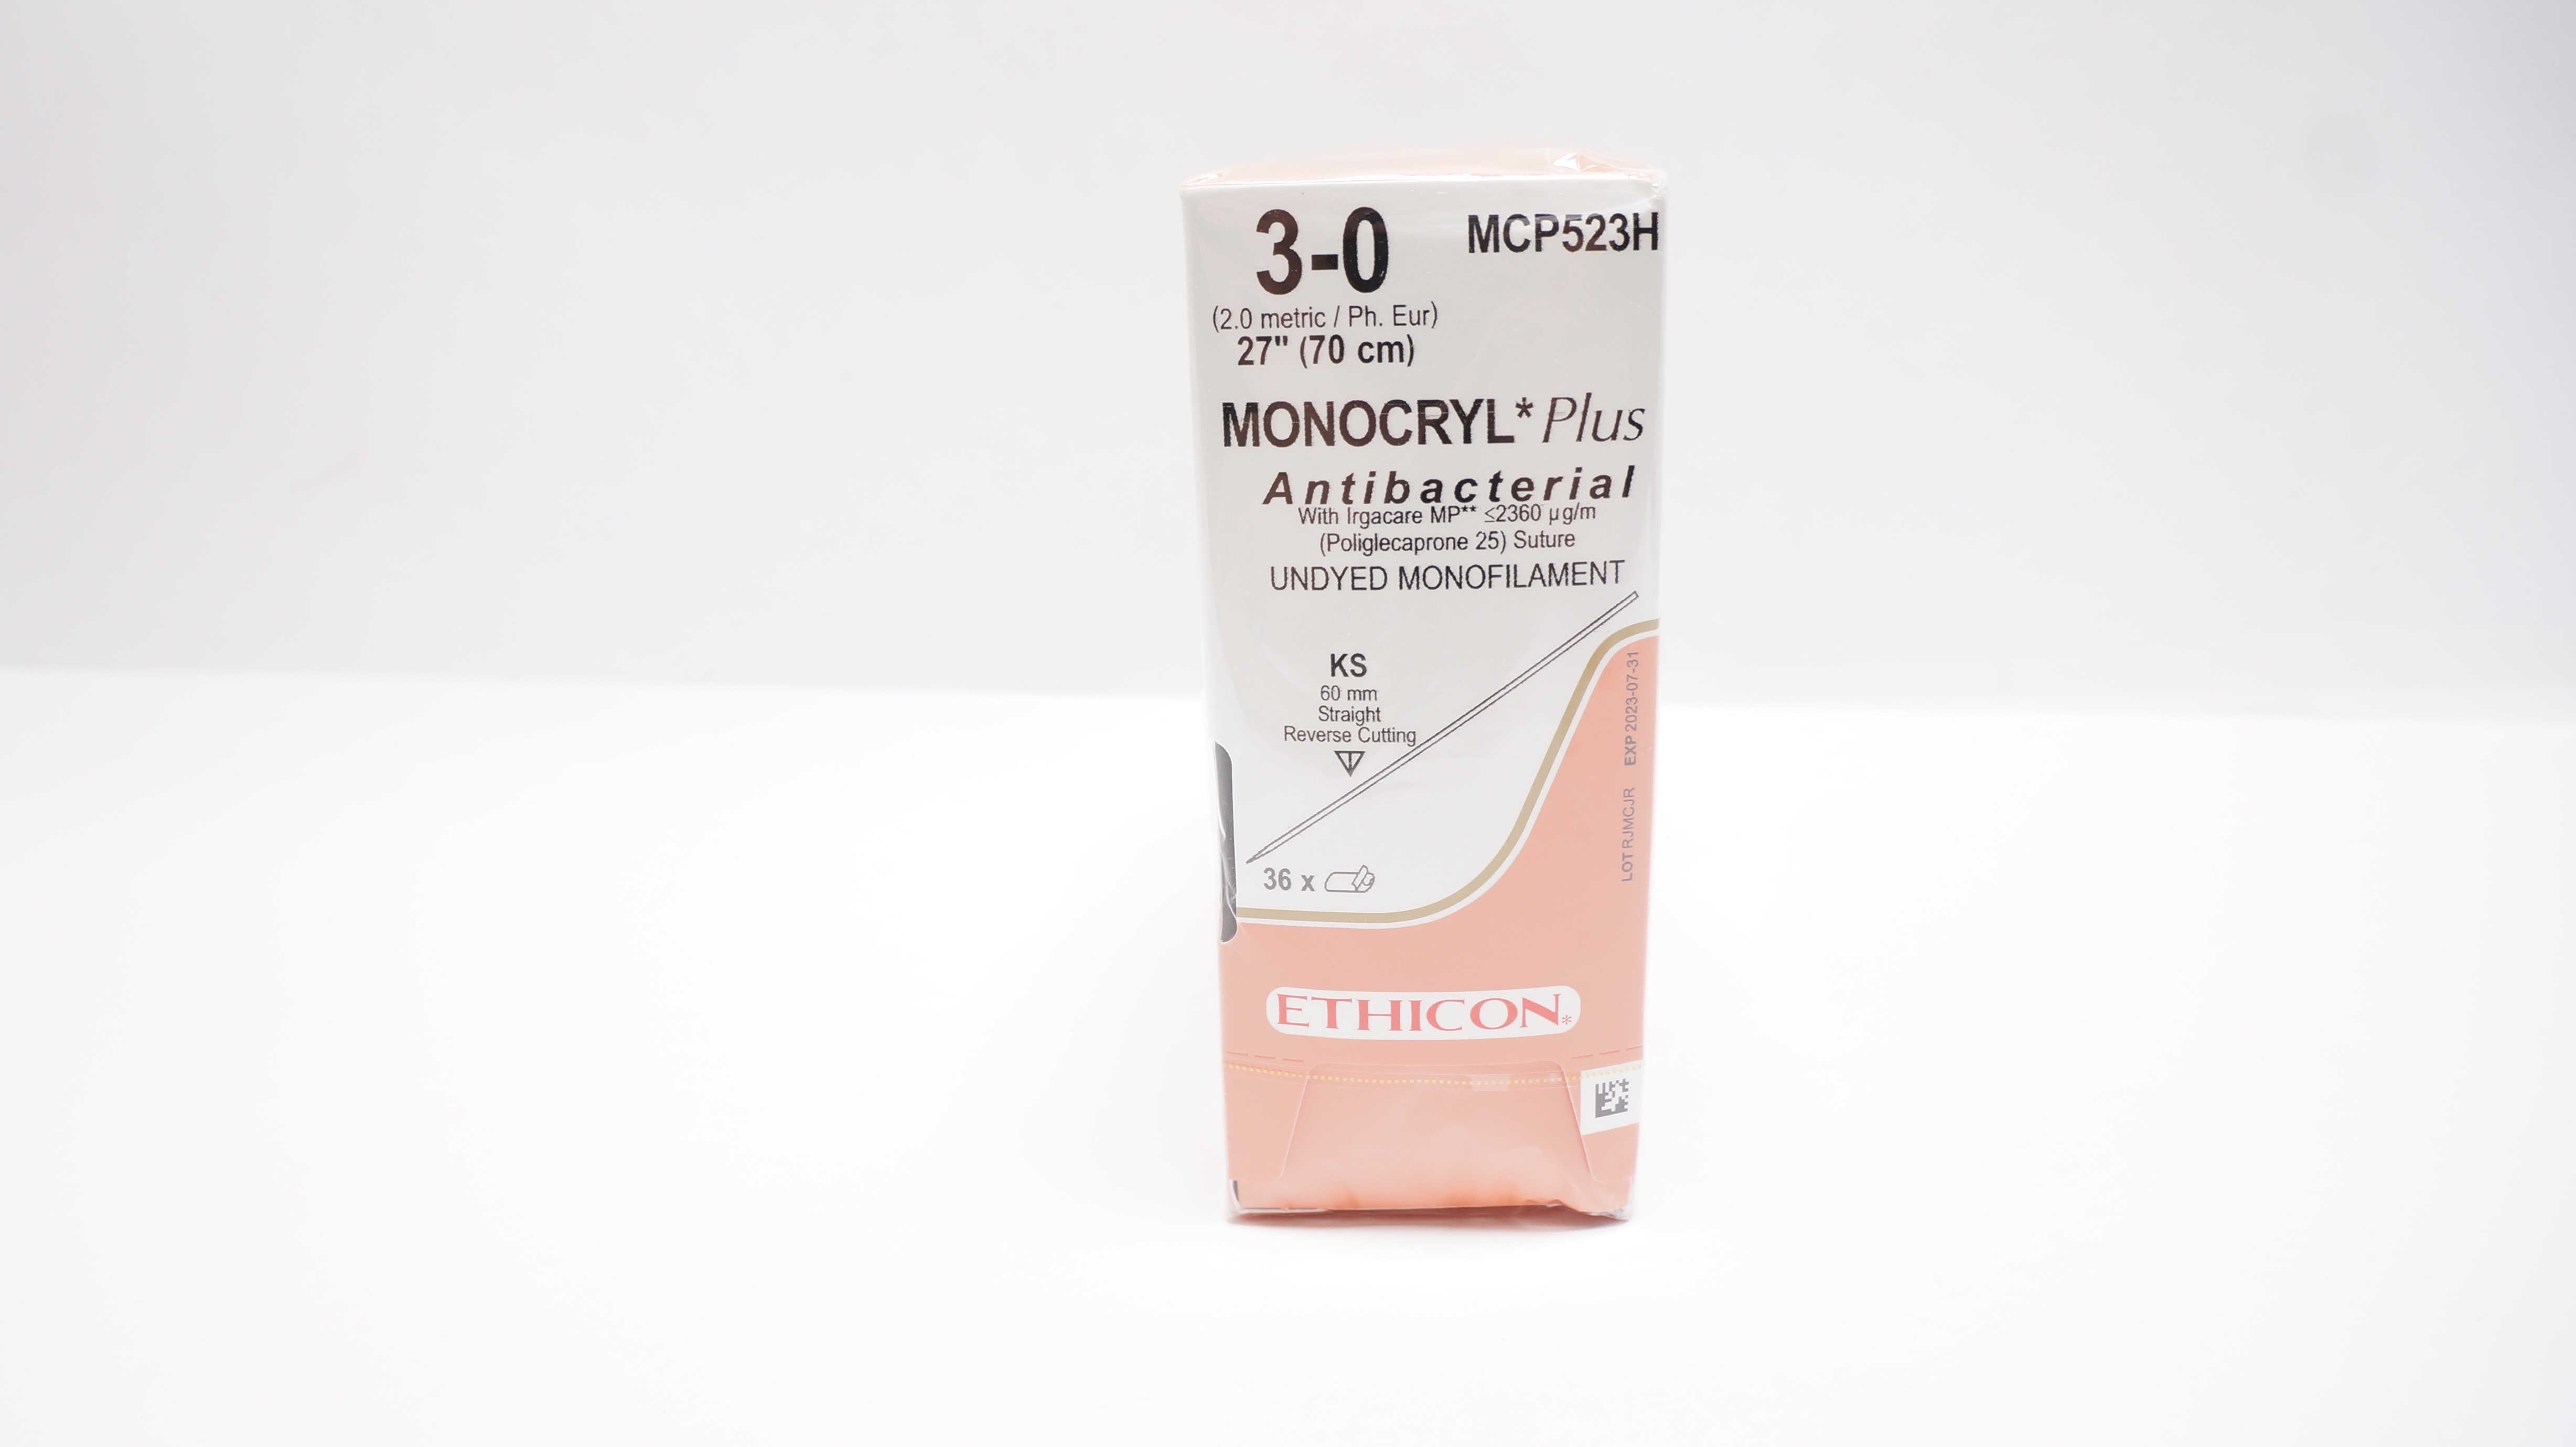 3-0
MCP523H
(2.0 metric / Ph. Eur)
27" (70 cm)
MONOCRYL* Plus
Antibacterial
With Irgacare MP** ≤2360 µg/m
(Poliglecaprone 25) Suture
UNDYED MONOFILAMENT
KS
60 mm
Straight
Reverse Cutting
36 x
LOT RJMCJR EXP 2023-07-31
ETHICON*